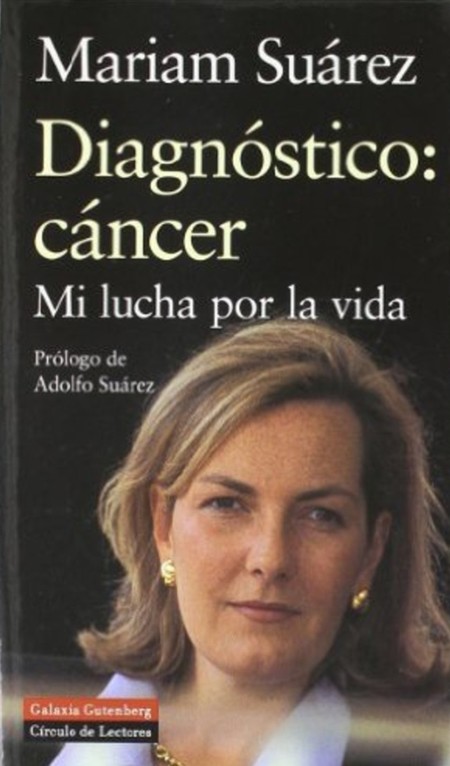 Mariam Suárez
Diagnóstico:
cáncer
Mi lucha por la vida
Prólogo de
Adolfo Suárez
Galaxia Gutenberg
Círculo de Lectores